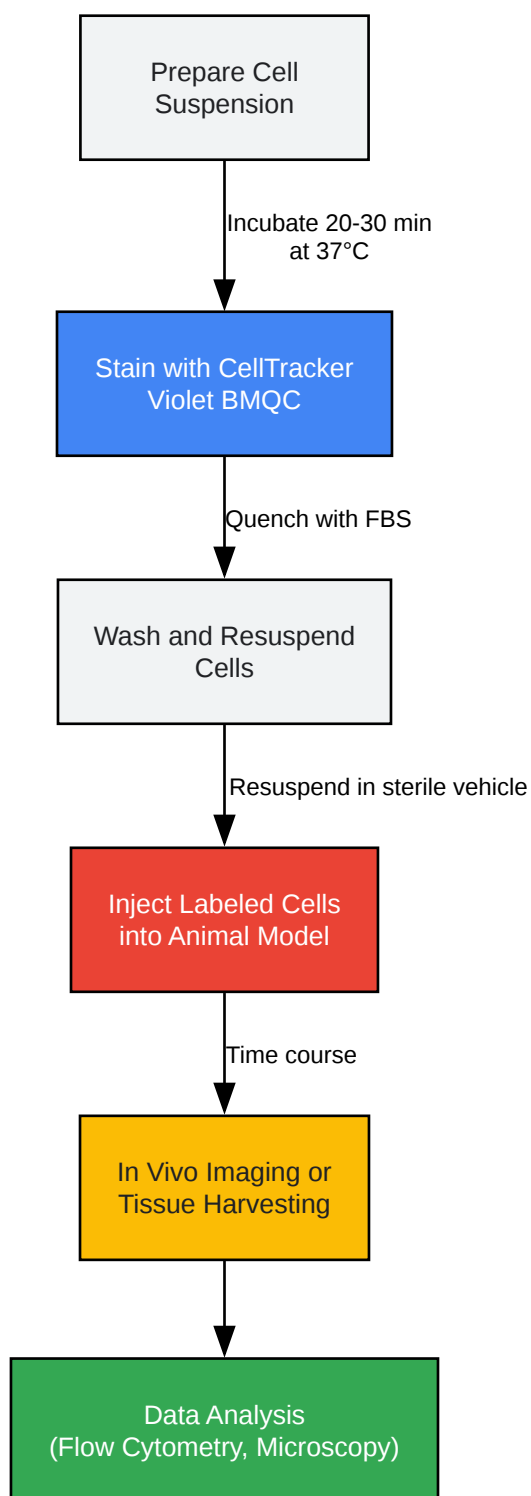 Prepare Cell
Suspension
Incubate 20-30 min
at 37°C
Stain with CellTracker
Violet BMQC
Quench with FBS
Wash and Resuspend
Cells
Resuspend in sterile vehicle
Inject Labeled Cells
into Animal Model
Time course
In Vivo Imaging or
Tissue Harvesting
Data Analysis
(Flow Cytometry, Microscopy)